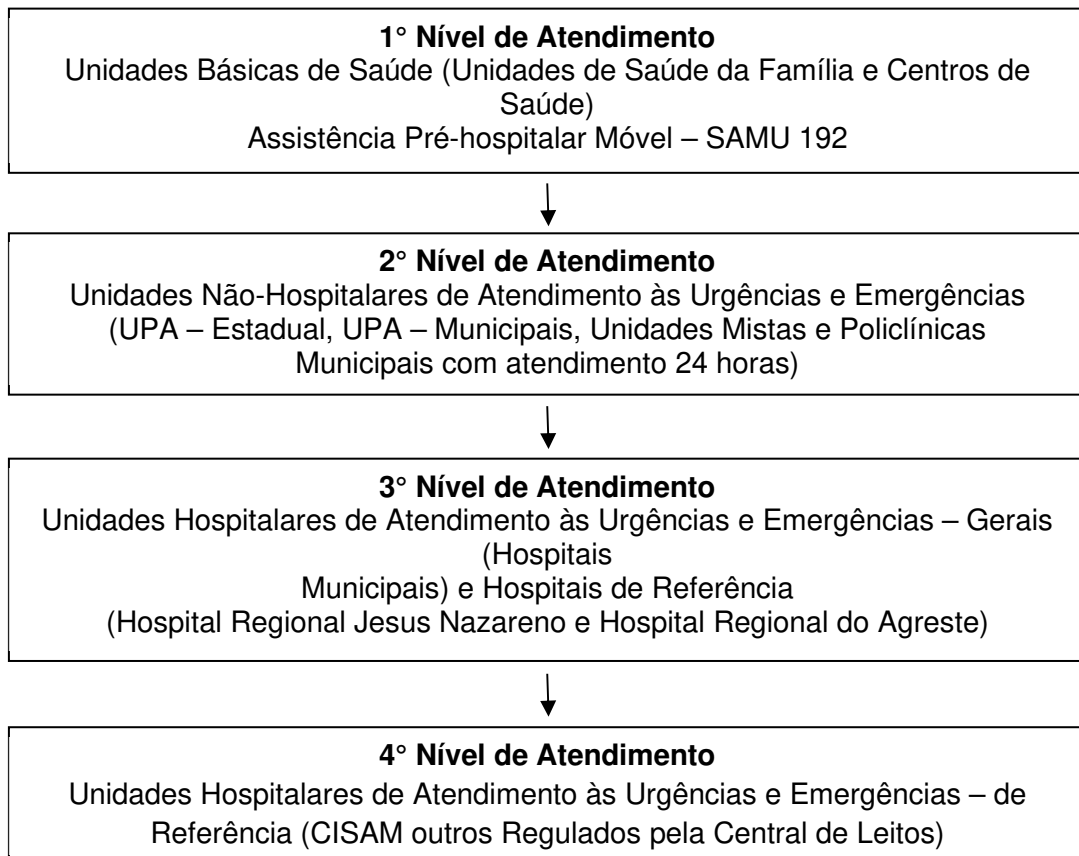 1° Nível de Atendimento
Unidades Básicas de Saúde (Unidades de Saúde da Família e Centros de
Saúde)
Assistência Pré-hospitalar Móvel – SAMU 192
2° Nível de Atendimento
Unidades Não-Hospitalares de Atendimento às Urgências e Emergências
(UPA – Estadual, UPA – Municipais, Unidades Mistas e Policlínicas
Municipais com atendimento 24 horas)
3° Nível de Atendimento
Unidades Hospitalares de Atendimento às Urgências e Emergências – Gerais
(Hospitais
Municipais) e Hospitais de Referência
(Hospital Regional Jesus Nazareno e Hospital Regional do Agreste)
4° Nível de Atendimento
Unidades Hospitalares de Atendimento às Urgências e Emergências – de
Referência (CISAM outros Regulados pela Central de Leitos)